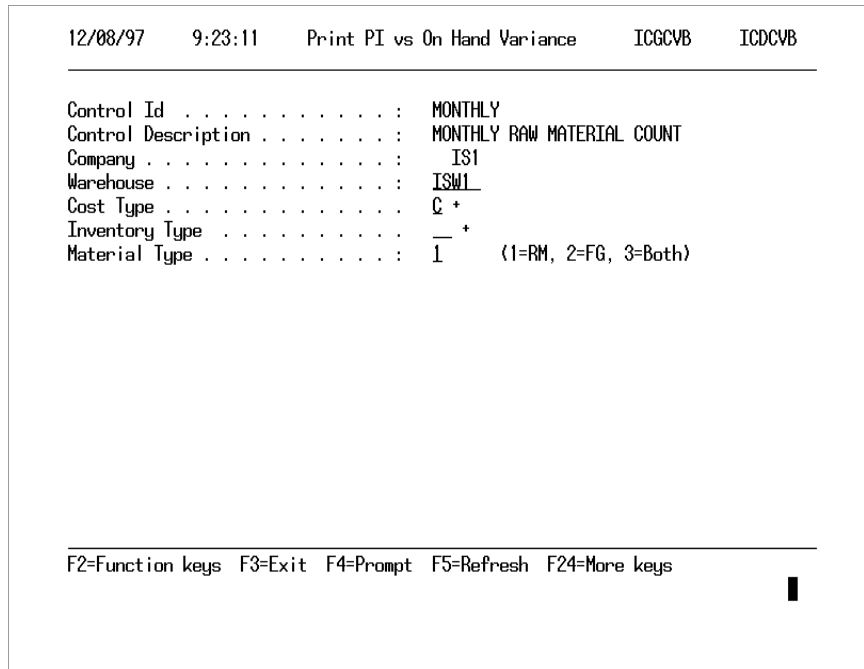 12/08/97 9:23:11 Print PI vs On Hand Variance ICGCVB ICDCVB
Control Id . . . . . . . . . . . . : MONTHLY
Control Description . . . . . . . : MONTHLY RAW MATERIAL COUNT
Company . . . . . . . . . . . . . : IS1
Warehouse . . . . . . . . . . . . : ISW1
Cost Type . . . . . . . . . . . . . C +
Inventory Type . . . . . . . . . . __ +
Material Type . . . . . . . . . . : 1 (1=RM, 2=FG, 3=Both)
F2=Function keys F3=Exit F4=Prompt F5=Refresh F24=More keys